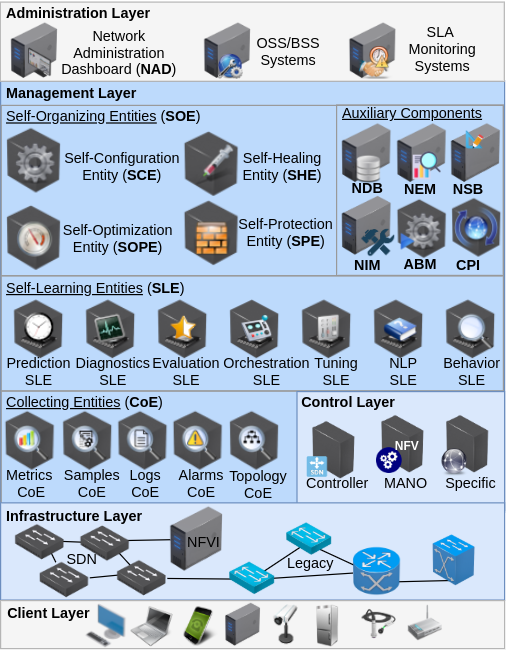 Administration Layer
Network
Administration
Dashboard (NAD)
OSS/BSS
Systems
SLA
Monitoring
Systems
Management Layer
Self-Organizing Entities (SOE)
Self-Configuration
Entity (SCE)
Self-Healing
Entity (SHE)
Self-Optimization
Entity (SOPE)
Self-Protection
Entity (SPE)
Auxiliary Components
NDB
NEM
NSB
NIM
ABM
CPI
Self-Learning Entities (SLE)
Prediction
SLE
Diagnostics
SLE
Evaluation
SLE
Orchestration
SLE
Tuning
SLE
NLP
SLE
Behavior
SLE
Collecting Entities (CoE)
Metrics
CoE
Samples
CoE
Logs
CoE
Alarms
CoE
Topology
CoE
Control Layer
SDN
Controller
NFV
MANO
Specific
Infrastructure Layer
SDN
NFVI
Legacy
Client Layer